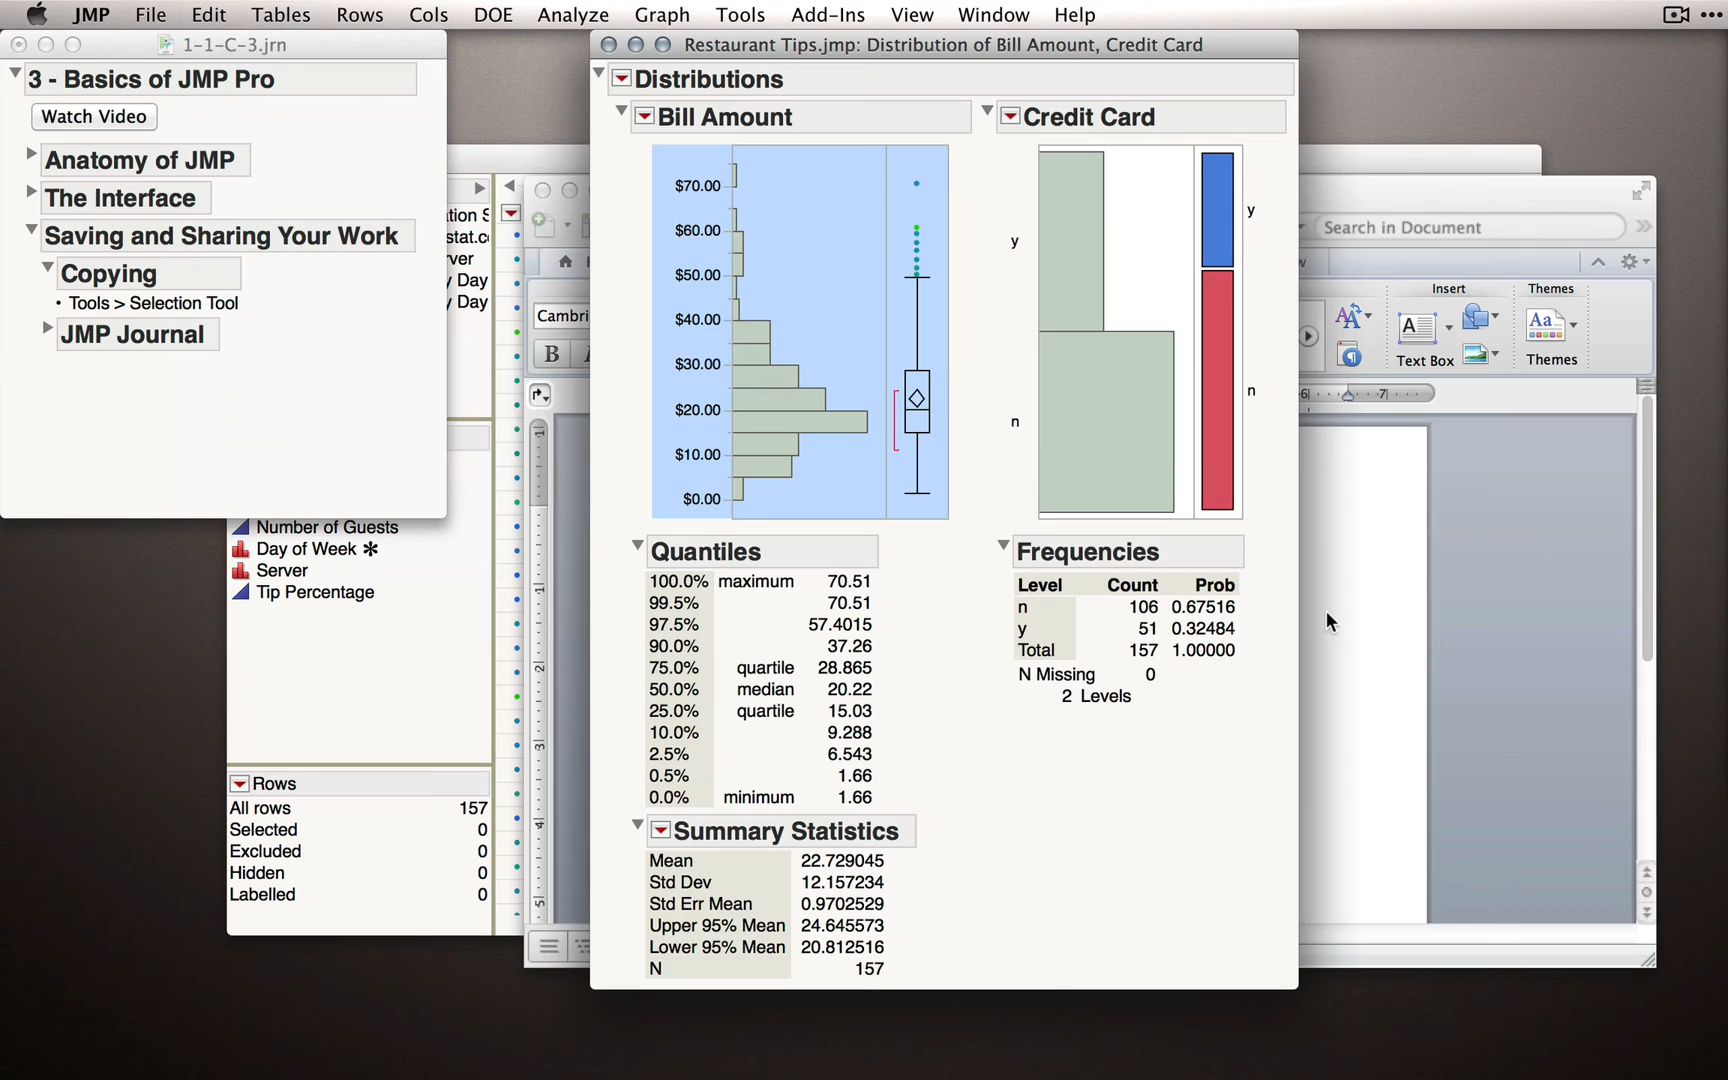 JMP File Edit Tables Rows Cols DOE Analyze Graph Tools Add-Ins View Window Help
1-1-C-3.jrn
3 - Basics of JMP Pro
Watch Video
Anatomy of JMP
The Interface
Saving and Sharing Your Work
Copying
• Tools > Selection Tool
JMP Journal
Number of Guests
Day of Week
Server
Tip Percentage
Rows
All rows 157
Selected 0
Excluded 0
Hidden 0
Labelled 0
Restaurant Tips.jmp: Distribution of Bill Amount, Credit Card
Distributions
Bill Amount
$70.00
$60.00
$50.00
$40.00
$30.00
$20.00
$10.00
$0.00
Quantiles
100.0% maximum 70.51
99.5% 70.51
97.5% 57.4015
90.0% 37.26
75.0% quartile 28.865
50.0% median 20.22
25.0% quartile 15.03
10.0% 9.288
2.5% 6.543
0.5% 1.66
0.0% minimum 1.66
Summary Statistics
Mean 22.729045
Std Dev 12.157234
Std Err Mean 0.9702529
Upper 95% Mean 24.645573
Lower 95% Mean 20.812516
N 157
Credit Card
y y
n n
Frequencies
Level Count Prob
n 106 0.67516
y 51 0.32484
Total 157 1.00000
N Missing 0
2 Levels
Search in Document
Insert Themes
Text Box Themes
y Day
y Day
B